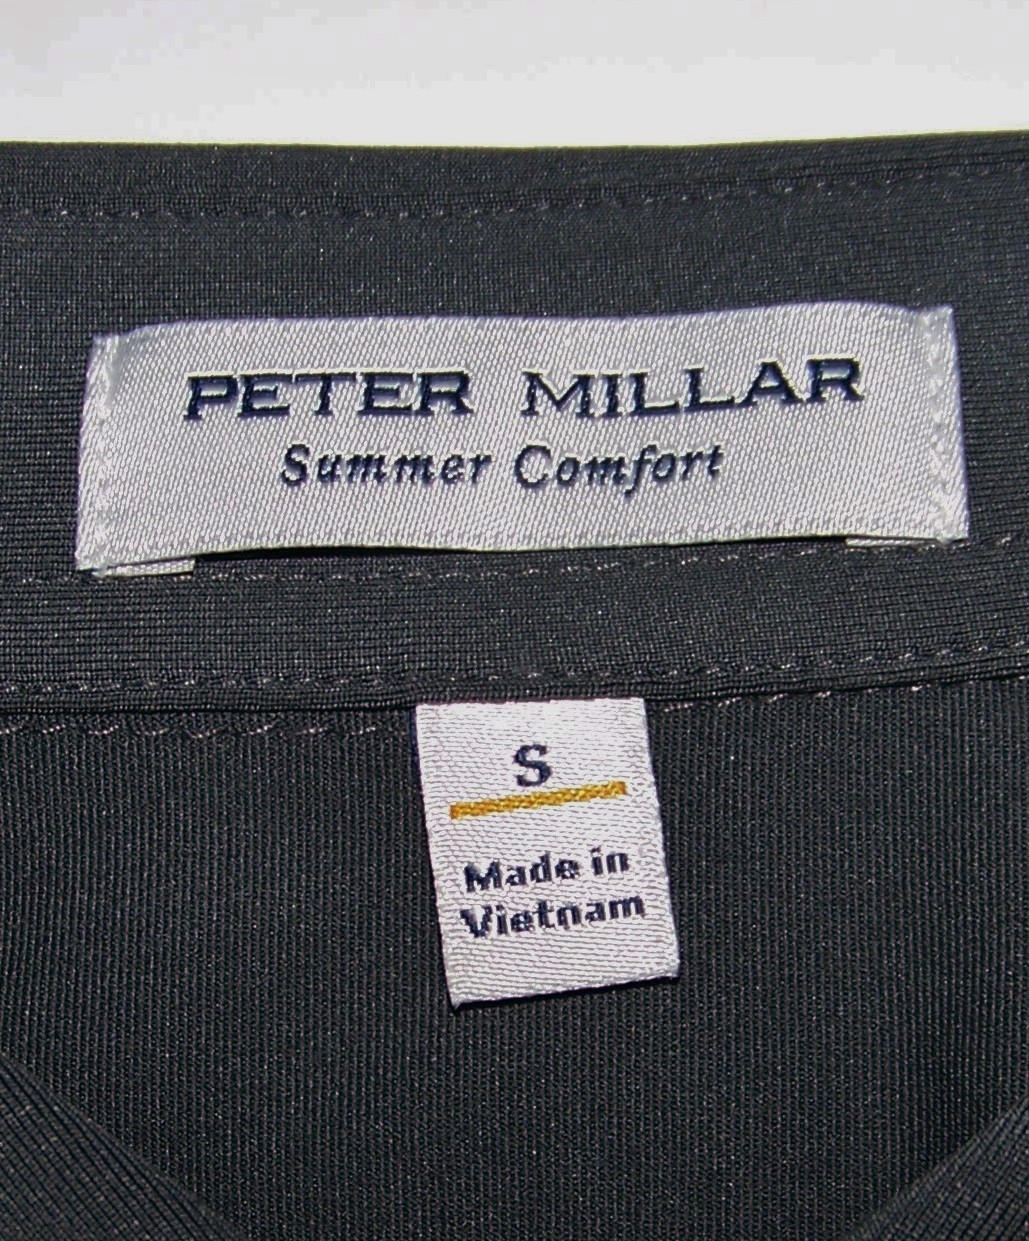 PETER MILLAR
Summer Comfort
S
Made in
Vietnam